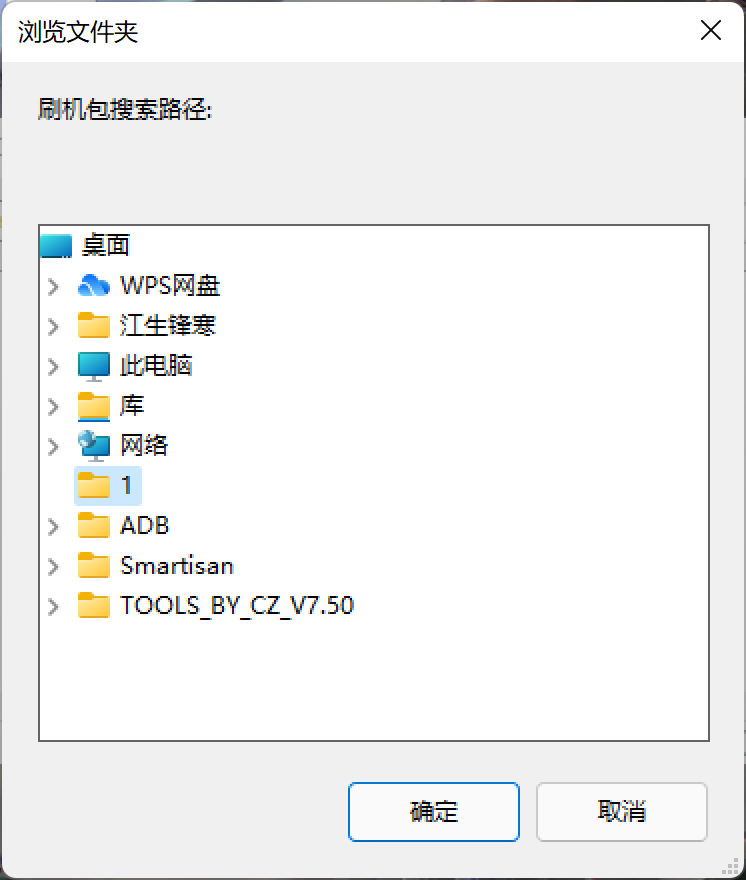 浏览文件夹
刷机包搜索路径:
桌面
WPS网盘
江生锋寒
此电脑
库
网络
1
ADB
Smartisan
TOOLS_BY_CZ_V7.50
确定
取消